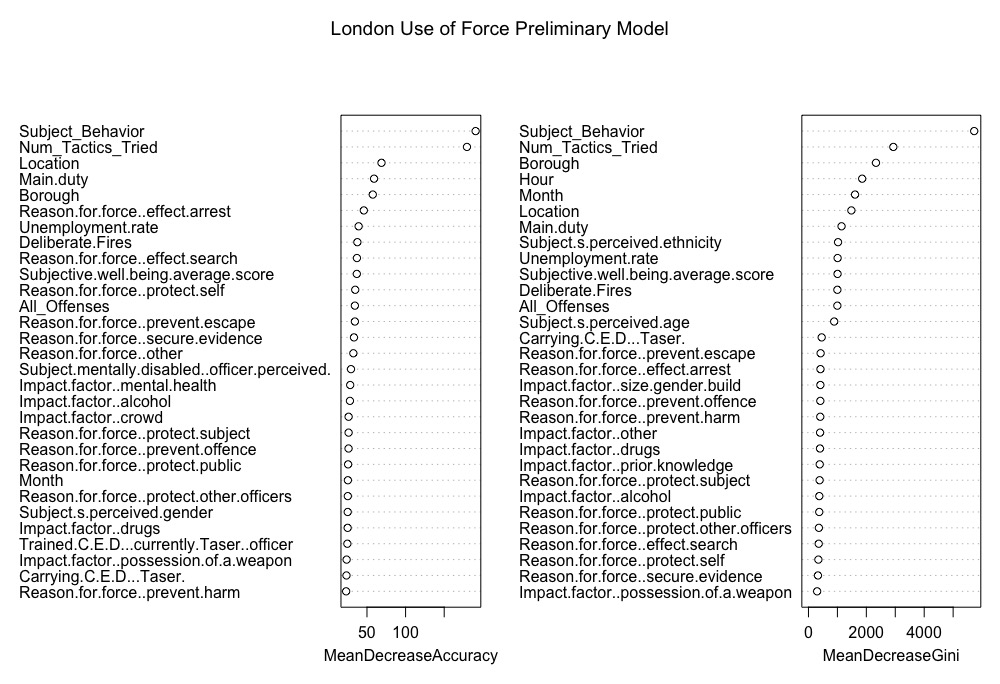 London Use of Force Preliminary Model
Subject_Behavior
Num_Tactics_Tried
Location
Main.duty
Borough
Reason.for.force..effect.arrest
Unemployment.rate
Deliberate.Fires
Reason.for.force..effect.search
Subjective.well.being.average.score
Reason.for.force..protect.self
All_Offenses
Reason.for.force..prevent.escape
Reason.for.force..secure.evidence
Reason.for.force..other
Subject.mentally.disabled..officer.perceived.
Impact.factor..mental.health
Impact.factor..alcohol
Impact.factor..crowd
Reason.for.force..protect.subject
Reason.for.force..prevent.offence
Reason.for.force..protect.public
Month
Reason.for.force..protect.other.officers
Subject.s.perceived.gender
Impact.factor..drugs
Trained.C.E.D...currently.Taser..officer
Impact.factor..possession.of.a.weapon
Carrying.C.E.D...Taser.
Reason.for.force..prevent.harm
50 100
MeanDecreaseAccuracy
Subject_Behavior
Num_Tactics_Tried
Borough
Hour
Month
Location
Main.duty
Subject.s.perceived.ethnicity
Unemployment.rate
Subjective.well.being.average.score
Deliberate.Fires
All_Offenses
Subject.s.perceived.age
Carrying.C.E.D...Taser.
Reason.for.force..prevent.escape
Reason.for.force..effect.arrest
Impact.factor..size.gender.build
Reason.for.force..prevent.offence
Reason.for.force..prevent.harm
Impact.factor..other
Impact.factor..drugs
Impact.factor..prior.knowledge
Reason.for.force..protect.subject
Impact.factor..alcohol
Reason.for.force..protect.public
Reason.for.force..protect.other.officers
Reason.for.force..effect.search
Reason.for.force..protect.self
Reason.for.force..secure.evidence
Impact.factor..possession.of.a.weapon
0 2000 4000
MeanDecreaseGini